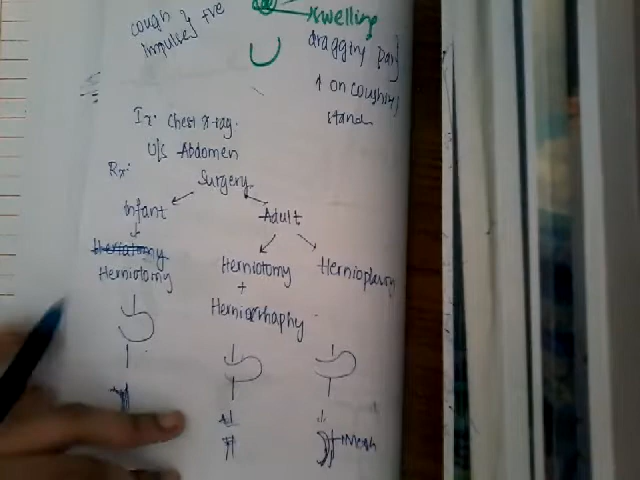 cough &
impulse +ve
swelling
dragging pain
↑ on coughing,
stand
Ix: Chest x-ray.
U/S Abdomen
Rx:
Surgery.
Infant
Adult
Herniotomy
Herniotomy
+
Herniorrhaphy
Hernioplasty
Mesh